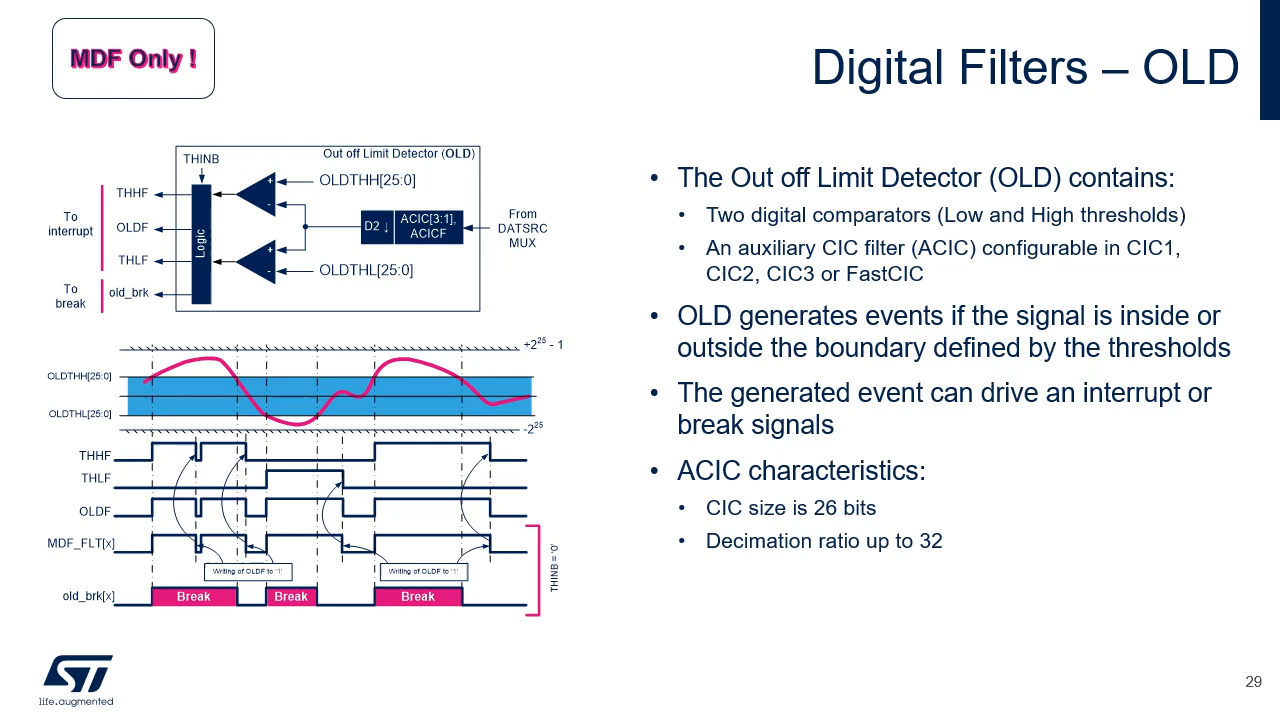 MDF Only !
Digital Filters – OLD
THINB
Out off Limit Detector (OLD)
THHF
OLDF
THLF
old_brk
To
interrupt
To
break
Logic
+
-
+
-
OLDTHH[25:0]
D2 ↓
ACIC[3:1],
ACICF
From
DATSRC
MUX
OLDTHL[25:0]
+2^25 - 1
OLDTHH[25:0]
OLDTHL[25:0]
-2^25
THHF
THLF
OLDF
MDF_FLT[x]
Writing of OLDF to '1'
Writing of OLDF to '1'
old_brk[x]
Break
Break
Break
THINB = '0'
• The Out off Limit Detector (OLD) contains:
• Two digital comparators (Low and High thresholds)
• An auxiliary CIC filter (ACIC) configurable in CIC1,
CIC2, CIC3 or FastCIC
• OLD generates events if the signal is inside or
outside the boundary defined by the thresholds
• The generated event can drive an interrupt or
break signals
• ACIC characteristics:
• CIC size is 26 bits
• Decimation ratio up to 32
ST
life.augmented
29